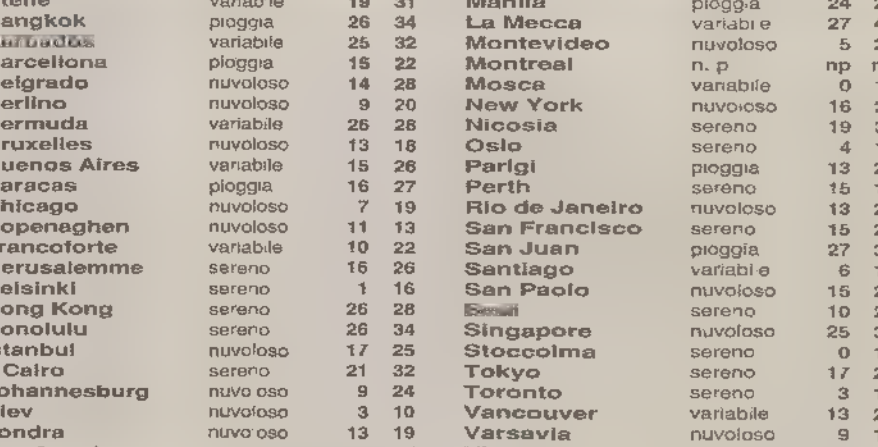 tene variabile 19 31 Manila pioggia 24
angkok pioggia 26 34 La Mecca variabile 27
variabile 25 32 Montevideo nuvoloso 5
arcellona pioggia 15 22 Montreal n. p np
elgrado nuvoloso 14 28 Mosca variabile 0
erlino nuvoloso 9 20 New York nuvoloso 16
ermuda variabile 26 28 Nicosia sereno 19
ruxelles nuvoloso 13 18 Oslo sereno 4
uenos Aires variabile 15 26 Parigi pioggia 13
aracas pioggia 16 27 Perth sereno 15
hicago nuvoloso 7 19 Rio de Janeiro nuvoloso 13
openaghen nuvoloso 11 13 San Francisco sereno 15
rancoforte variabile 10 22 San Juan pioggia 27
erusalemme sereno 16 26 Santiago variabile 6
elsinki sereno 1 16 San Paolo nuvoloso 15
ong Kong sereno 26 28 sereno 10
onolulu sereno 26 34 Singapore nuvoloso 25
stanbul nuvoloso 17 25 Stoccolma sereno 0
Cairo sereno 21 32 Tokyo sereno 17
ohannesburg nuvoloso 9 24 Toronto sereno 3
iev nuvoloso 3 10 Vancouver variabile 13
ondra nuvoloso 13 19 Varsavia nuvoloso 9